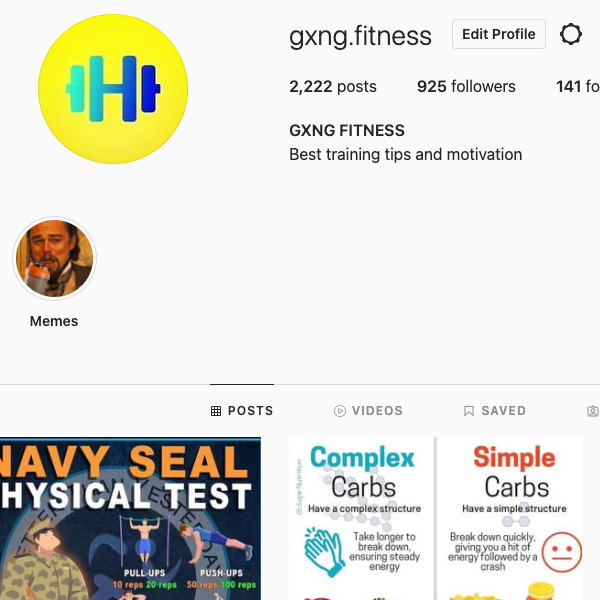 gxng.fitness
Edit Profile
2,222 posts 925 followers 141 fo
GXNG FITNESS
Best training tips and motivation
Memes
POSTS VIDEOS SAVED
NAVY SEAL
HYSICAL TEST
PULL-UPS
10 reps 20 reps
PUSH-UPS
50 reps 100 reps
Complex
Carbs
Have a complex structure
Take longer to
break down,
ensuring steady
energy
Simple
Carbs
Have a simple structure
Break down quickly,
giving you a hit of
energy followed by a
crash